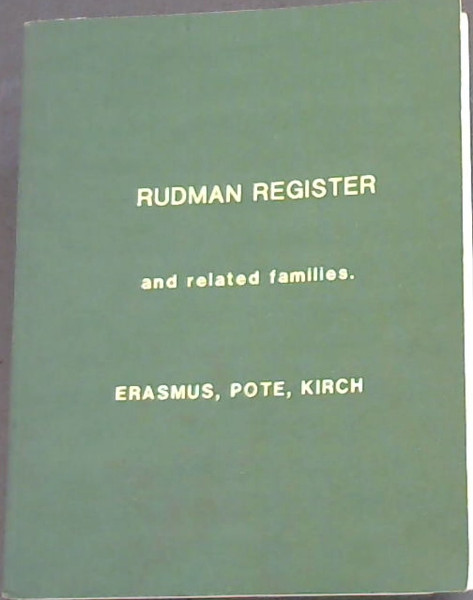 RUDMAN REGISTER
and related families.
ERASMUS, POTE, KIRCH